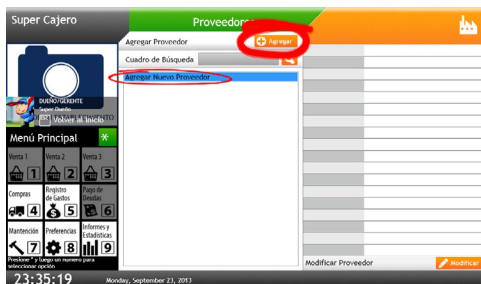 Super Cajero
Proveedores
Agregar Proveedor
Agregar
Cuadro de Búsqueda
Agregar Nuevo Proveedor
DUEÑO/GERENTE
Super Dueño
Volver al Inicio
Menú Principal *
Venta 1 Venta 2 Venta 3
1 2 3
Compras Registro de Gastos Pago de Deudas
4 5 6
Mantención Preferencias Informes y Estadísticas
7 8 9
Presione * y luego un numero para
seleccionar opción
Modificar Proveedor
Modificar
23:35:19
Monday, September 23, 2013